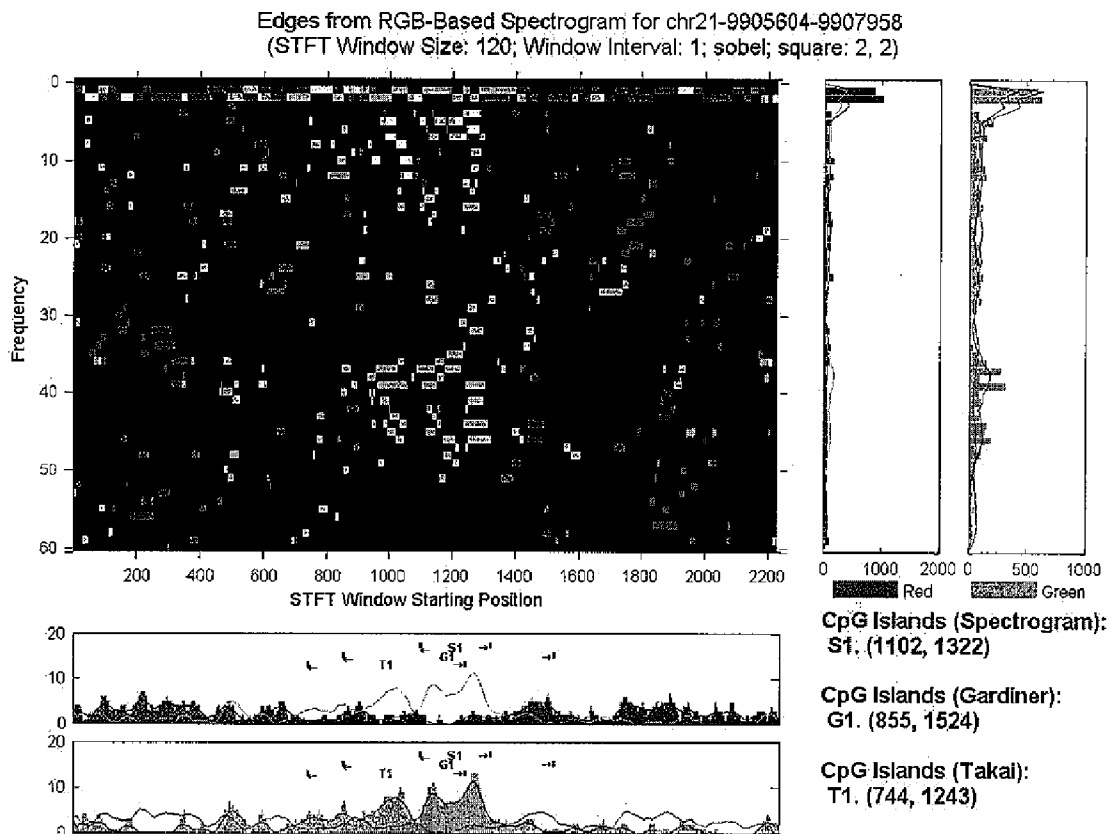 Edges from RGB-Based Spectrogram for chr21-9905604-9907958
(STFT Window Size: 120; Window Interval: 1; sobel; square: 2, 2)
0
10
20
30
40
50
60
Frequency
200 400 600 800 1000 1200 1400 1600 1800 2000 2200
STFT Window Starting Position
0 1000 2000
Red
0 500 1000
Green
20
10
0
S1
G1
T1
20
10
0
S1
G1
T1
CpG Islands (Spectrogram):
S1. (1102, 1322)
CpG Islands (Gardiner):
G1. (855, 1524)
CpG Islands (Takai):
T1. (744, 1243)